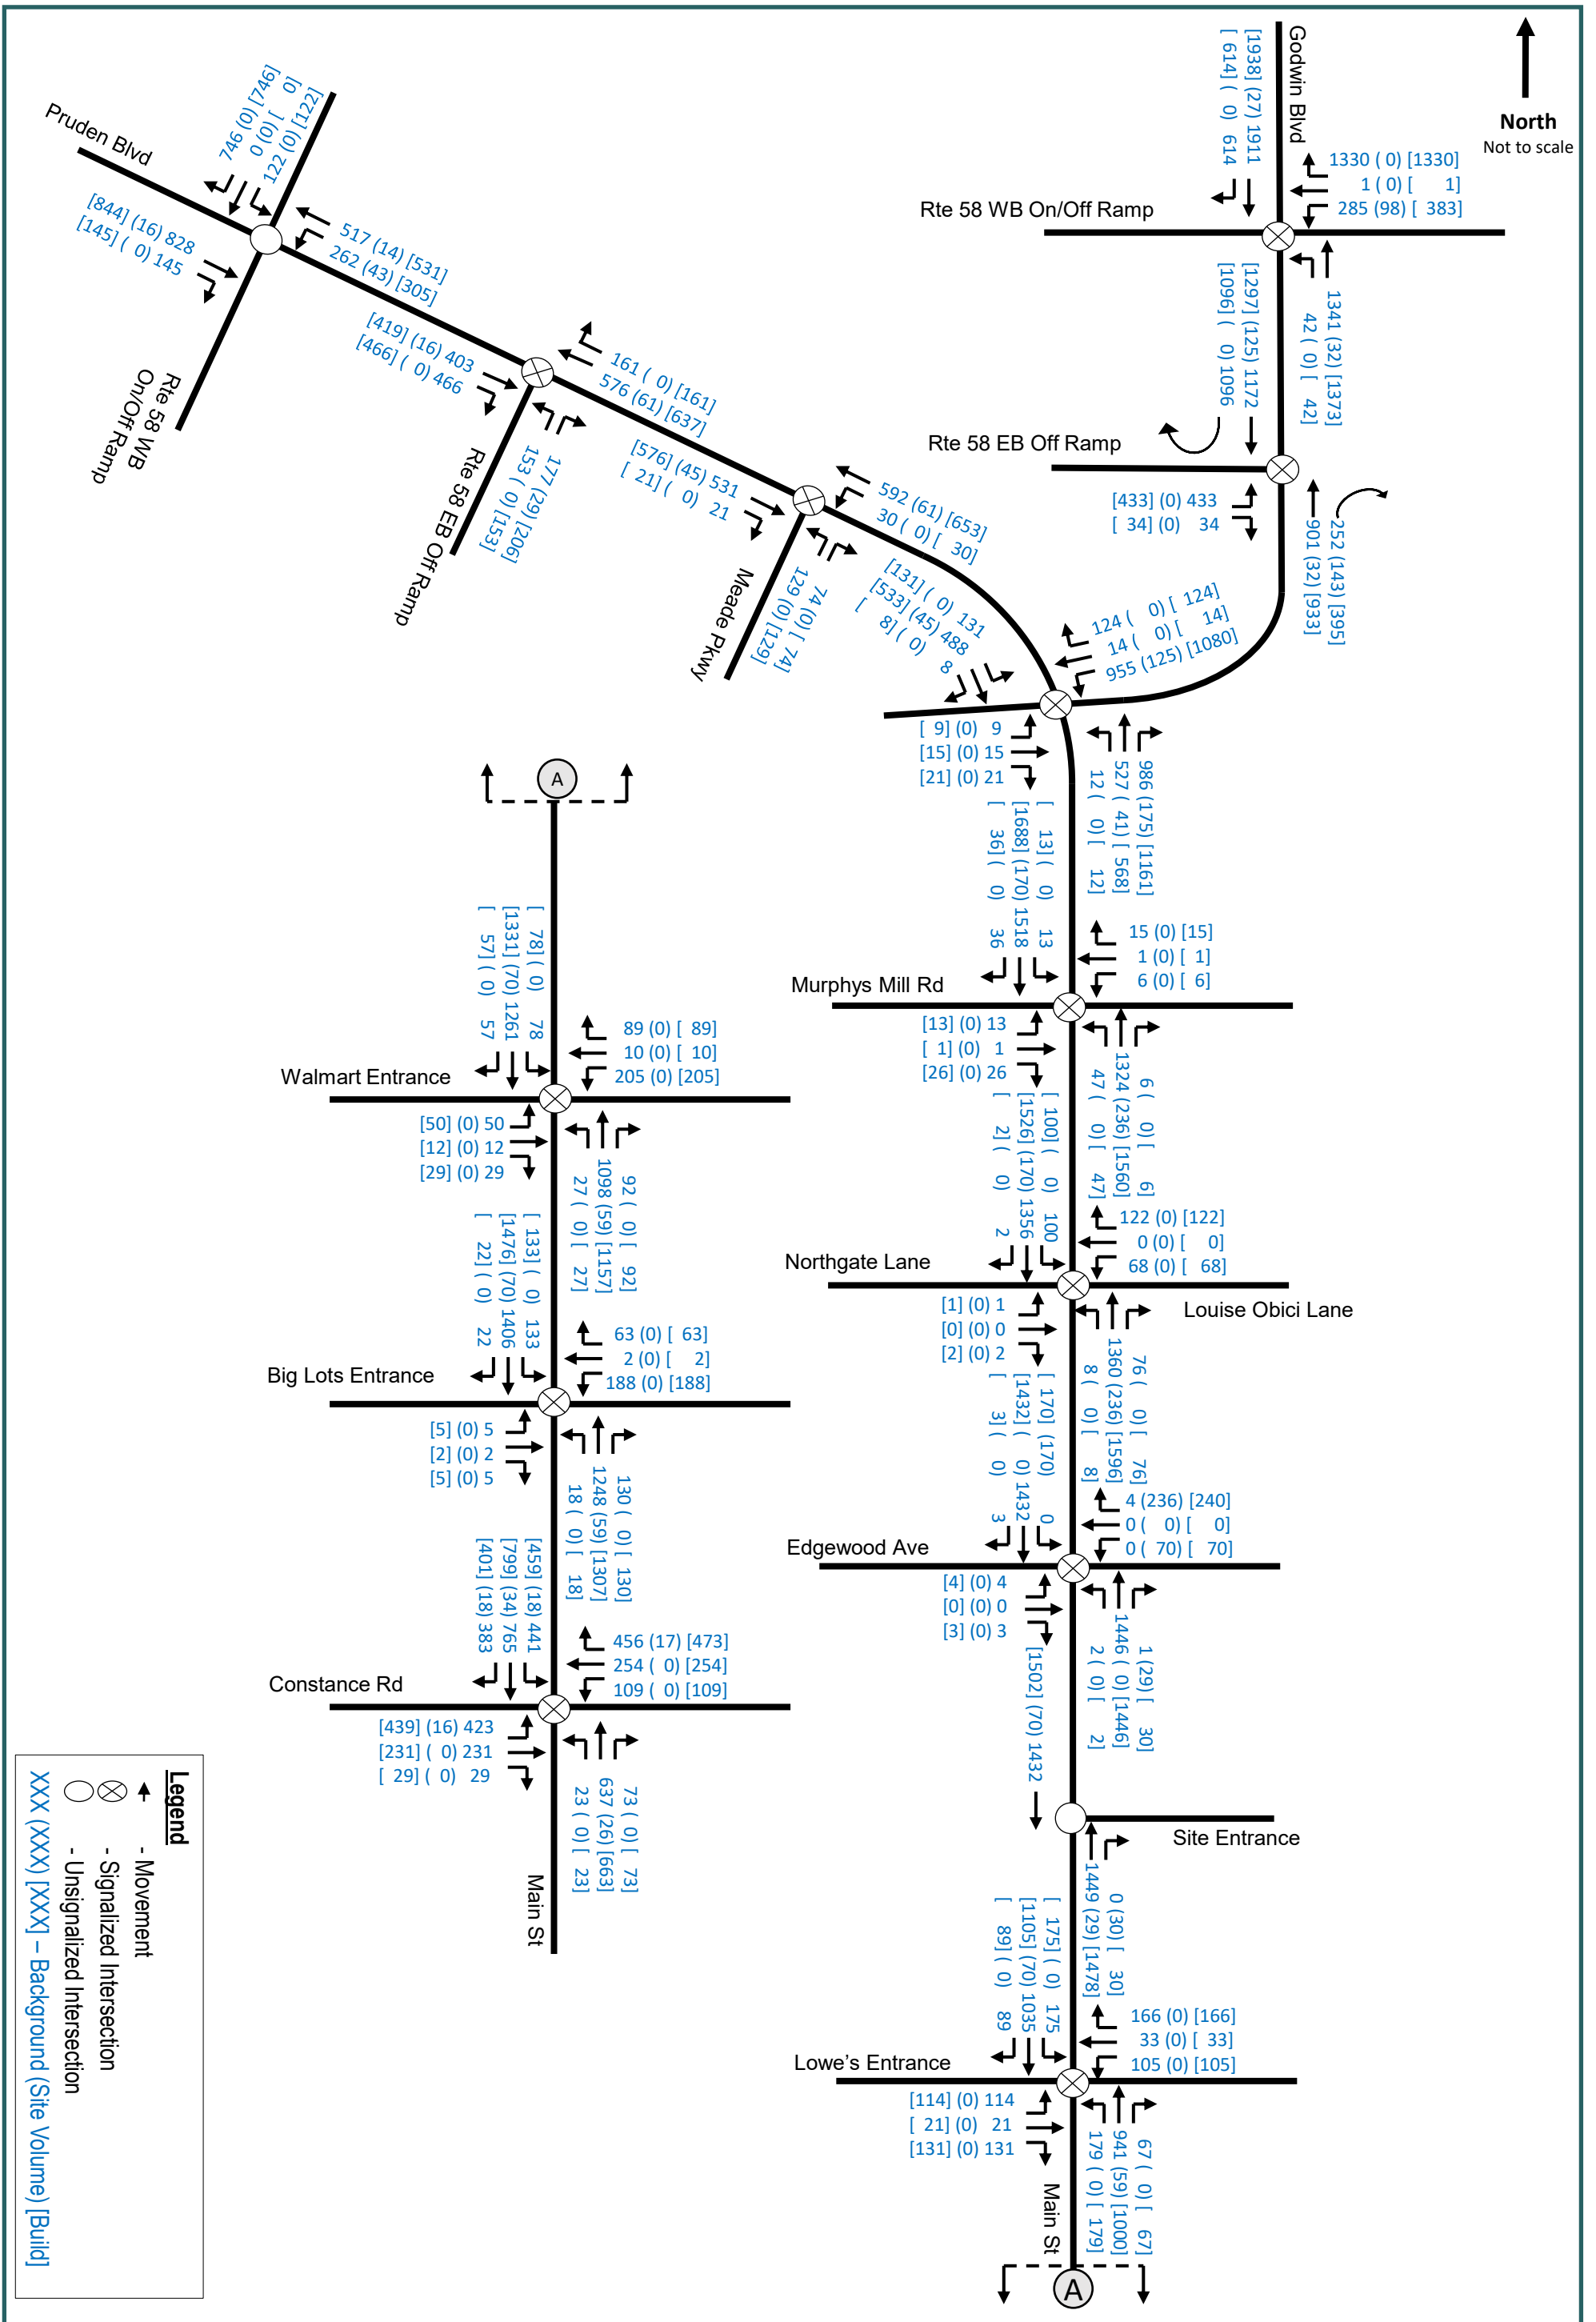 North
Not to scale
Godwin Blvd
[1938] (27) 1911
[ 614] ( 0) 614
1330 ( 0) [1330]
1 (0) [ 1]
285 (98) [ 383]
Rte 58 WB On/Off Ramp
1341 (32) [1373]
42 ( 0) [ 42]
[1297] (125) 1172
[1096] ( 0) 1096
Rte 58 EB Off Ramp
[433] (0) 433
[ 34] (0) 34
252 (143) [395]
901 (32) [933]
Pruden Blvd
746 (0) [746]
0 (0) [ 0]
122 (0) [122]
[844] (16) 828
[145] ( 0) 145
517 (14) [531]
262 (43) [305]
Rte 58 WB
On/Off Ramp
[419] (16) 403
[466] ( 0) 466
161 ( 0) [161]
576 (61) [637]
177 (29) [206]
153 ( 0) [153]
Rte 58 EB Off Ramp
[576] (45) 531
[ 21] ( 0) 21
592 (61) [653]
30 ( 0) [ 30]
74 (0) [ 74]
129 (0) [129]
Meade Pkwy
[131] ( 0) 131
[533] (45) 488
[ 8] ( 0) 8
124 ( 0) [ 124]
14 ( 0) [ 14]
955 (125) [1080]
[ 9] (0) 9
[15] (0) 15
[21] (0) 21
986 (175) [1161]
527 ( 41) [ 568]
12 ( 0) [ 12]
[ 13] ( 0) 13
[1688] (170) 1518
[ 36] ( 0) 36
15 (0) [15]
1 (0) [ 1]
6 (0) [ 6]
Murphys Mill Rd
[13] (0) 13
[ 1] (0) 1
[26] (0) 26
6 ( 0) [ 6]
1324 (236) [1560]
47 ( 0) [ 47]
[ 100] ( 0) 100
[1526] (170) 1356
[ 2] ( 0) 2
122 (0) [122]
0 (0) [ 0]
68 (0) [ 68]
Northgate Lane
Louise Obici Lane
[1] (0) 1
[0] (0) 0
[2] (0) 2
76 ( 0) [ 76]
1360 (236) [1596]
8 ( 0) [ 8]
[ 170] (170) 0
[1432] ( 0) 1432
[ 3] ( 0) 3
4 (236) [240]
0 ( 0) [ 0]
0 ( 70) [ 70]
Edgewood Ave
[4] (0) 4
[0] (0) 0
[3] (0) 3
1 (29) [ 30]
1446 ( 0) [1446]
2 ( 0) [ 2]
[1502] (70) 1432
Site Entrance
0 (30) [ 30]
1449 (29) [1478]
[ 175] ( 0) 175
[1105] (70) 1035
[ 89] ( 0) 89
166 (0) [166]
33 (0) [ 33]
105 (0) [105]
Lowe's Entrance
[114] (0) 114
[ 21] (0) 21
[131] (0) 131
67 ( 0) [ 67]
941 (59) [1000]
179 ( 0) [ 179]
Main St
A
A
[ 78] ( 0) 78
[1331] (70) 1261
[ 57] ( 0) 57
89 (0) [ 89]
10 (0) [ 10]
205 (0) [205]
Walmart Entrance
[50] (0) 50
[12] (0) 12
[29] (0) 29
92 ( 0) [ 92]
1098 (59) [1157]
27 ( 0) [ 27]
[ 133] ( 0) 133
[1476] (70) 1406
[ 22] ( 0) 22
63 (0) [ 63]
2 (0) [ 2]
188 (0) [188]
Big Lots Entrance
[5] (0) 5
[2] (0) 2
[5] (0) 5
130 ( 0) [ 130]
1248 (59) [1307]
18 ( 0) [ 18]
[459] (18) 441
[799] (34) 765
[401] (18) 383
456 (17) [473]
254 ( 0) [254]
109 ( 0) [109]
Constance Rd
[439] (16) 423
[231] ( 0) 231
[ 29] ( 0) 29
73 ( 0) [ 73]
637 (26) [663]
23 ( 0) [ 23]
Main St
Legend
- Movement
- Signalized Intersection
- Unsignalized Intersection
XXX (XXX) [XXX] – Background (Site Volume) [Build]